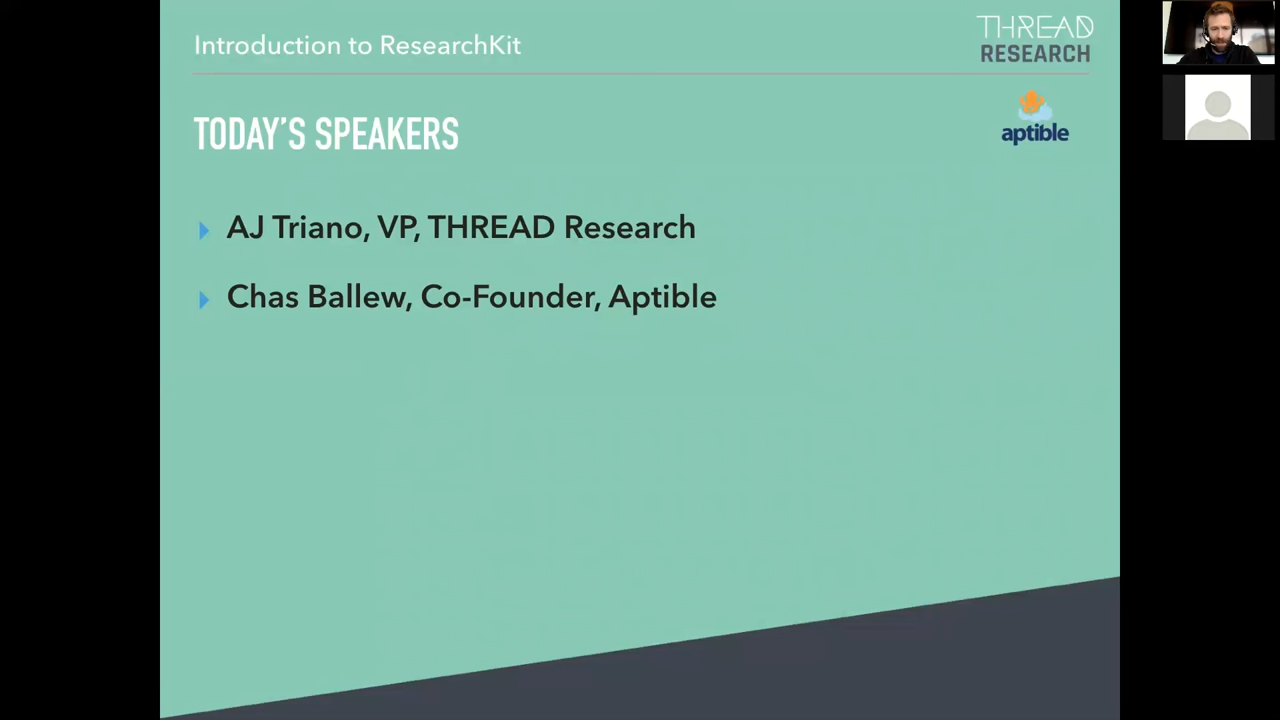 Introduction to ResearchKit
THREAD
RESEARCH
TODAY'S SPEAKERS
aptible
AJ Triano, VP, THREAD Research
Chas Ballew, Co-Founder, Aptible